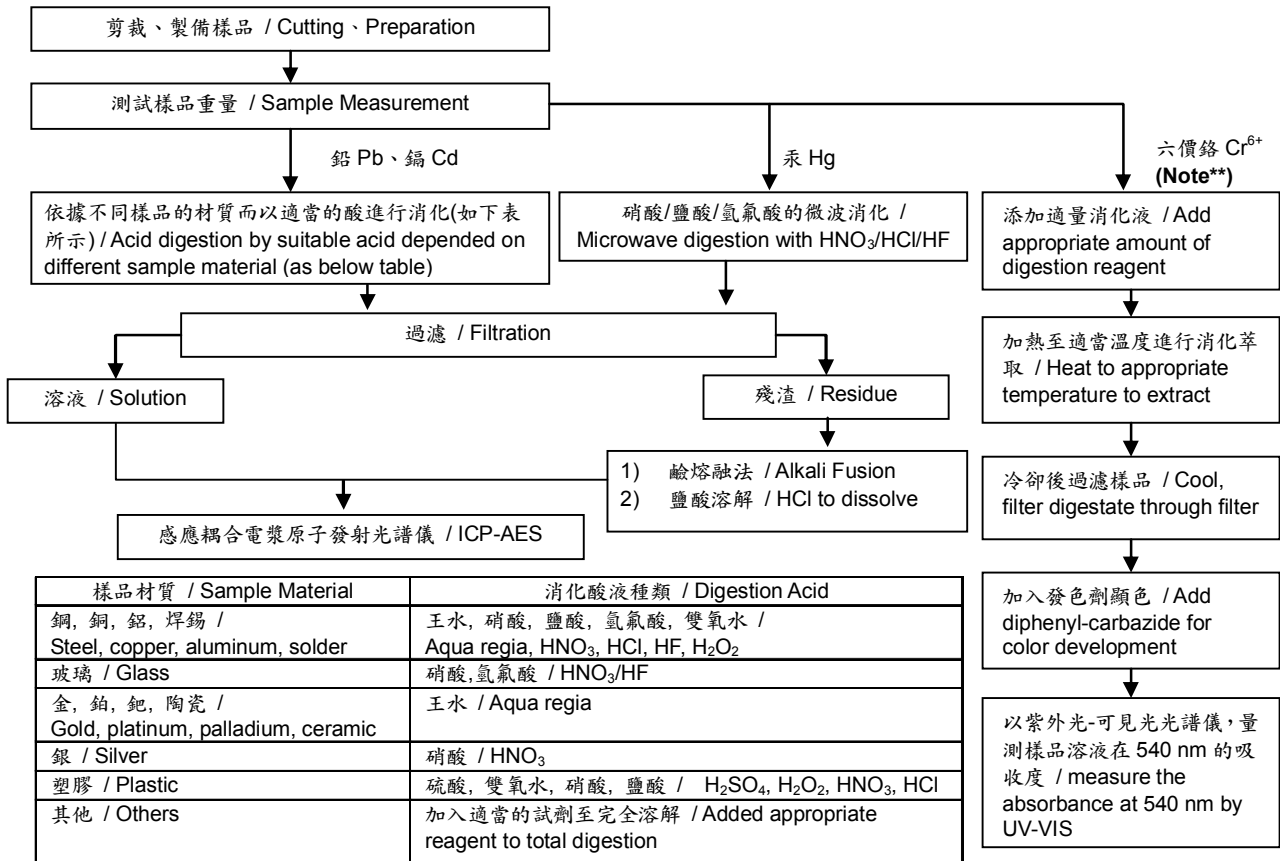 剪裁、製備樣品 / Cutting、Preparation
測試樣品重量 / Sample Measurement
鉛 Pb、鎘 Cd
汞 Hg
六價鉻 Cr⁶⁺
(Note**)
依據不同樣品的材質而以適當的酸進行消化(如下表
所示) / Acid digestion by suitable acid depended on
different sample material (as below table)
硝酸/鹽酸/氫氟酸的微波消化 /
Microwave digestion with HNO₃/HCl/HF
添加適量消化液 / Add
appropriate amount of
digestion reagent
過濾 / Filtration
加熱至適當溫度進行消化萃
取 / Heat to appropriate
temperature to extract
溶液 / Solution
殘渣 / Residue
1) 鹼熔融法 / Alkali Fusion
2) 鹽酸溶解 / HCl to dissolve
冷卻後過濾樣品 / Cool,
filter digestate through filter
感應耦合電漿原子發射光譜儀 / ICP-AES
加入發色劑顯色 / Add
diphenyl-carbazide for
color development
以紫外光-可見光光譜儀，量
測樣品溶液在 540 nm 的吸
收度 / measure the
absorbance at 540 nm by
UV-VIS
樣品材質 / Sample Material
消化酸液種類 / Digestion Acid
鋼, 銅, 鋁, 焊錫 /
Steel, copper, aluminum, solder
王水, 硝酸, 鹽酸, 氫氟酸, 雙氧水 /
Aqua regia, HNO₃, HCl, HF, H₂O₂
玻璃 / Glass
硝酸,氫氟酸 / HNO₃/HF
金, 鉑, 鈀, 陶瓷 /
Gold, platinum, palladium, ceramic
王水 / Aqua regia
銀 / Silver
硝酸 / HNO₃
塑膠 / Plastic
硫酸, 雙氧水, 硝酸, 鹽酸 / H₂SO₄, H₂O₂, HNO₃, HCl
其他 / Others
加入適當的試劑至完全溶解 / Added appropriate
reagent to total digestion